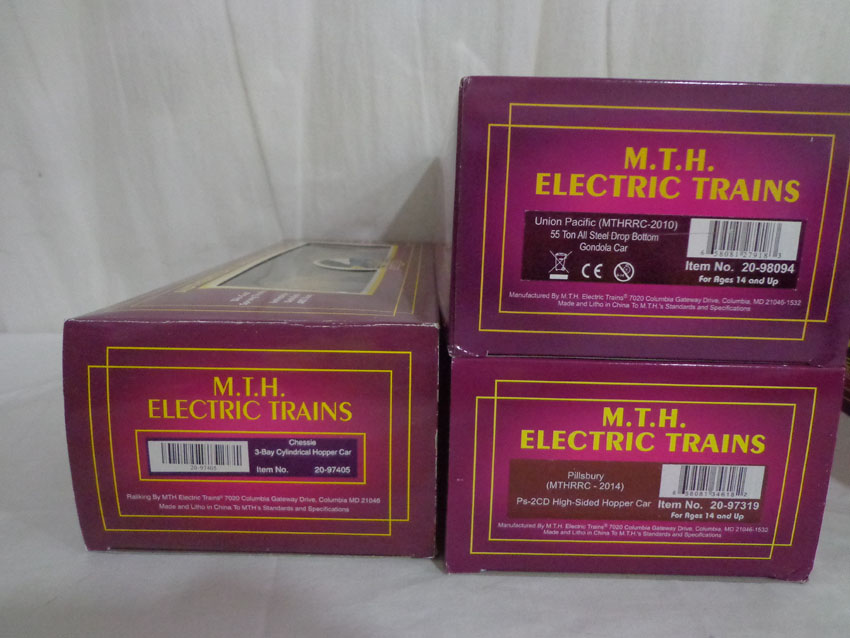 M.T.H.
ELECTRIC TRAINS
Chessie
3-Bay Cylindrical Hopper Car
20-97405
Item No. 20-97405
Railking By MTH Electric Trains® 7020 Columbia Gateway Drive, Columbia MD 21046
Made and Litho in China To MTH's Standards and Specifications
M.T.H.
ELECTRIC TRAINS
Union Pacific (MTHRRC-2010)
55 Ton All Steel Drop Bottom
Gondola Car
CE
Item No. 20-98094
For Ages 14 and Up
Manufactured By M.T.H. Electric Trains® 7020 Columbia Gateway Drive, Columbia, MD 21046-1532
Made and Litho in China To M.T.H.'s Standards and Specifications
M.T.H.
ELECTRIC TRAINS
Pillsbury
(MTHRRC - 2014)
Ps-2CD High-Sided Hopper Car
Item No. 20-97319
For Ages 14 and Up
Manufactured By M.T.H. Electric Trains® 7020 Columbia Gateway Drive, Columbia, MD 21046-1532
Made and Litho in China To M.T.H.'s Standards and Specifications